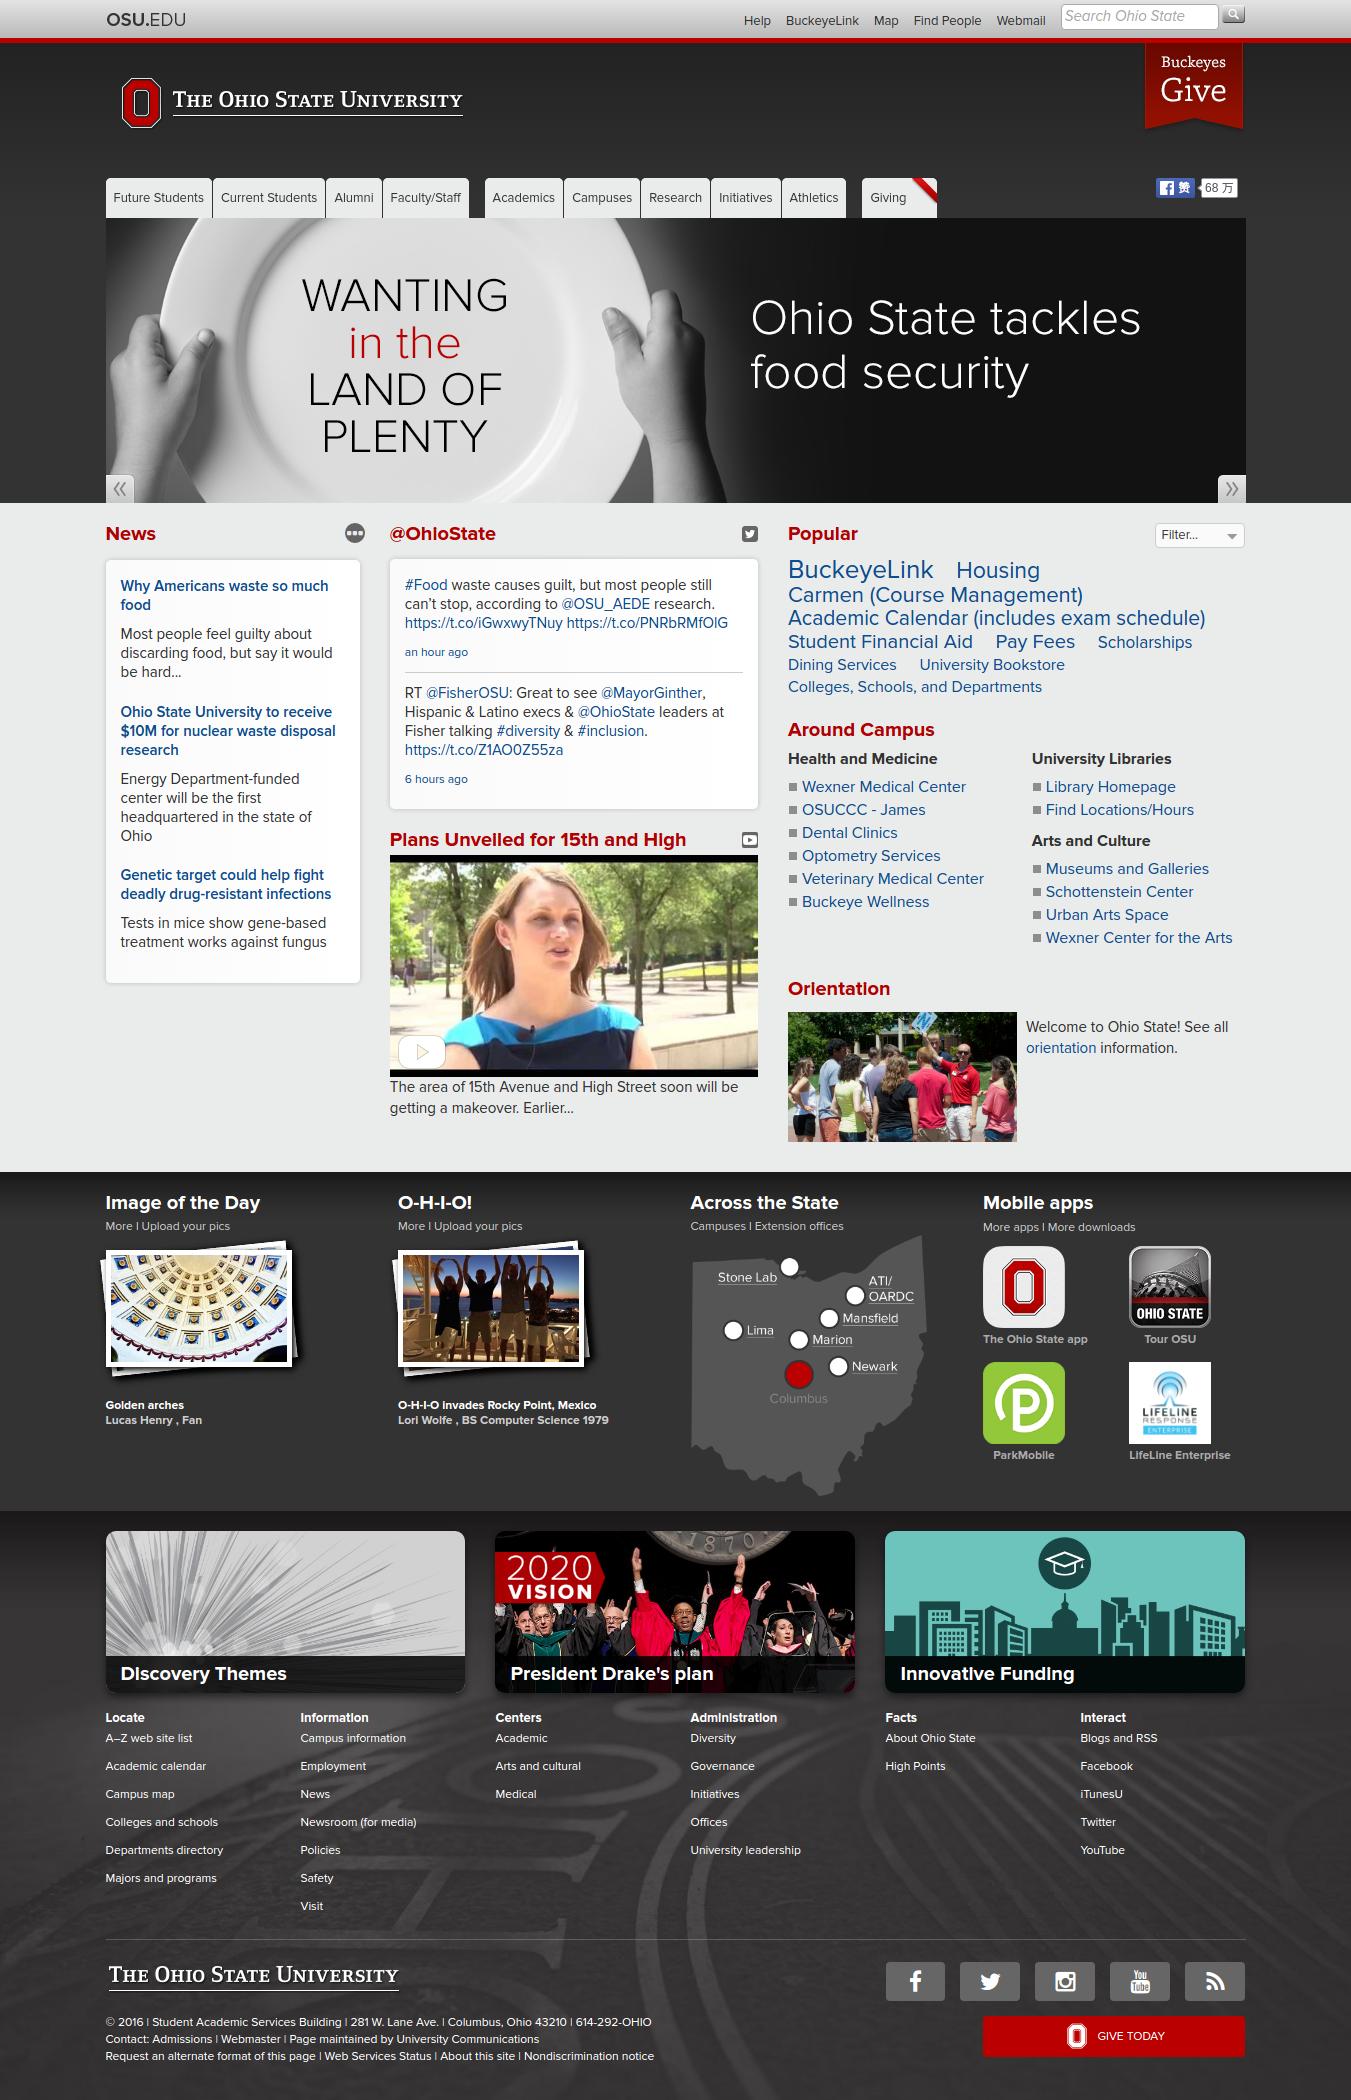 OSU.EDU
Help BuckeyeLink Map Find People Webmail Search Ohio State
Buckeyes
Give
THE OHIO STATE UNIVERSITY
Future Students Current Students Alumni Faculty/Staff Academics Campuses Research Initiatives Athletics Giving
赞 68 万
WANTING
in the
LAND OF
PLENTY
Ohio State tackles
food security
News
Why Americans waste so much
food
Most people feel guilty about
discarding food, but say it would
be hard...
Ohio State University to receive
$10M for nuclear waste disposal
research
Energy Department-funded
center will be the first
headquartered in the state of
Ohio
Genetic target could help fight
deadly drug-resistant infections
Tests in mice show gene-based
treatment works against fungus
@OhioState
#Food waste causes guilt, but most people still
can't stop, according to @OSU_AEDE research.
https://t.co/iGwxwyTNuy https://t.co/PNRbRMfOlG
an hour ago
RT @FisherOSU: Great to see @MayorGinther,
Hispanic & Latino execs & @OhioState leaders at
Fisher talking #diversity & #inclusion.
https://t.co/Z1AO0Z55za
6 hours ago
Plans Unveiled for 15th and High
The area of 15th Avenue and High Street soon will be
getting a makeover. Earlier...
Popular
Filter...
BuckeyeLink Housing
Carmen (Course Management)
Academic Calendar (includes exam schedule)
Student Financial Aid Pay Fees Scholarships
Dining Services University Bookstore
Colleges, Schools, and Departments
Around Campus
Health and Medicine
Wexner Medical Center
OSUCCC - James
Dental Clinics
Optometry Services
Veterinary Medical Center
Buckeye Wellness
University Libraries
Library Homepage
Find Locations/Hours
Arts and Culture
Museums and Galleries
Schottenstein Center
Urban Arts Space
Wexner Center for the Arts
Orientation
Welcome to Ohio State! See all
orientation information.
Image of the Day
More | Upload your pics
Golden arches
Lucas Henry , Fan
O-H-I-O!
More | Upload your pics
O-H-I-O invades Rocky Point, Mexico
Lori Wolfe , BS Computer Science 1979
Across the State
Campuses | Extension offices
Stone Lab
ATI/
OARDC
Mansfield
Lima
Marion
Newark
Columbus
Mobile apps
More apps | More downloads
OHIO STATE
The Ohio State app
Tour OSU
LIFELINE
RESPONSE
ENTERPRISE
ParkMobile
LifeLine Enterprise
Discovery Themes
1870
2020
VISION
President Drake's plan
Innovative Funding
Locate
A–Z web site list
Academic calendar
Campus map
Colleges and schools
Departments directory
Majors and programs
Information
Campus information
Employment
News
Newsroom (for media)
Policies
Safety
Visit
Centers
Academic
Arts and cultural
Medical
Administration
Diversity
Governance
Initiatives
Offices
University leadership
Facts
About Ohio State
High Points
Interact
Blogs and RSS
Facebook
iTunesU
Twitter
YouTube
THE OHIO STATE UNIVERSITY
You
Tube
© 2016 | Student Academic Services Building | 281 W. Lane Ave. | Columbus, Ohio 43210 | 614-292-OHIO
Contact: Admissions | Webmaster | Page maintained by University Communications
Request an alternate format of this page | Web Services Status | About this site | Nondiscrimination notice
GIVE TODAY